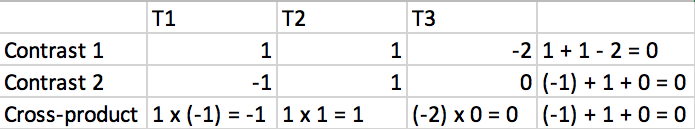 T1 T2 T3
Contrast 1 1 1 -2 1 + 1 - 2 = 0
Contrast 2 -1 1 0 (-1) + 1 + 0 = 0
Cross-product 1 x (-1) = -1 1 x 1 = 1 (-2) x 0 = 0 (-1) + 1 + 0 = 0